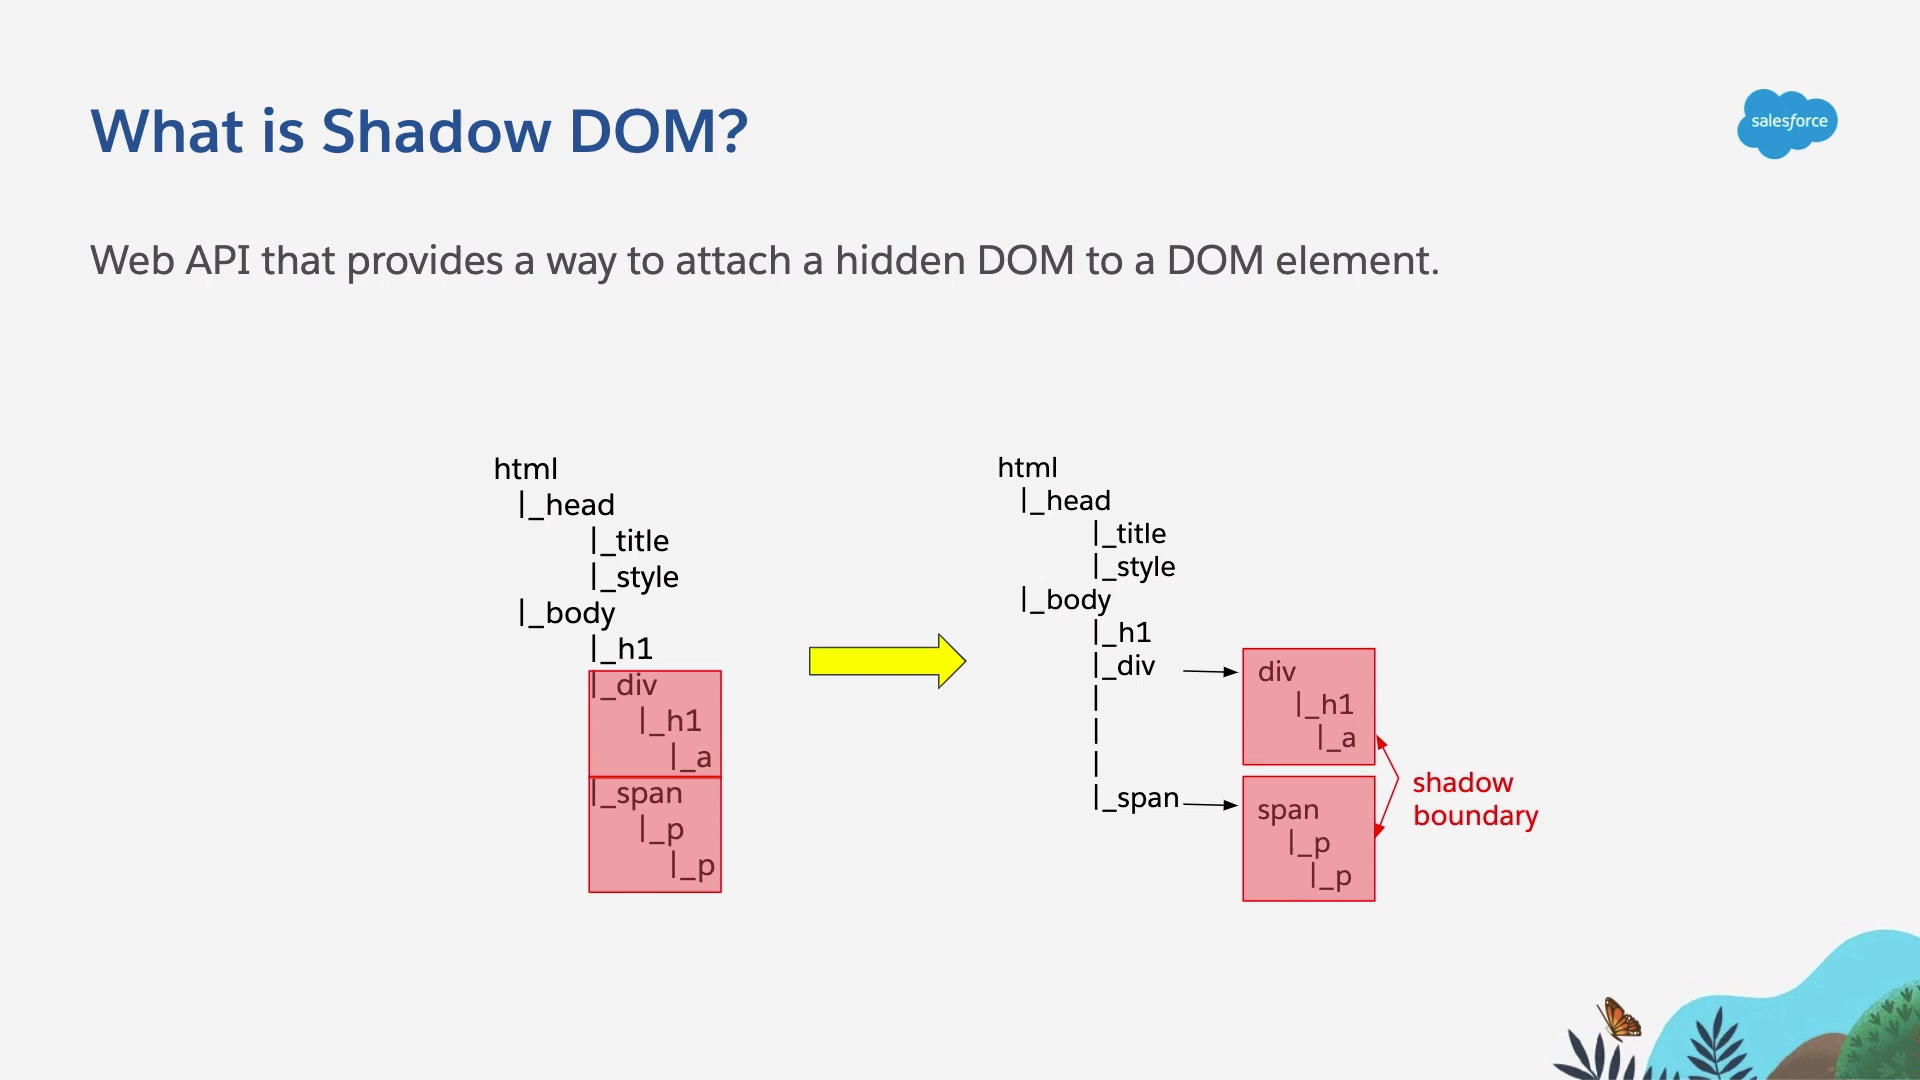 What is Shadow DOM?
salesforce
Web API that provides a way to attach a hidden DOM to a DOM element.
html
|_head
|_title
|_style
|_body
|_h1
|_div
|_h1
|_a
|_span
|_p
|_p
html
|_head
|_title
|_style
|_body
|_h1
|_div
|
|
|
|_span
div
|_h1
|_a
span
|_p
|_p
shadow
boundary